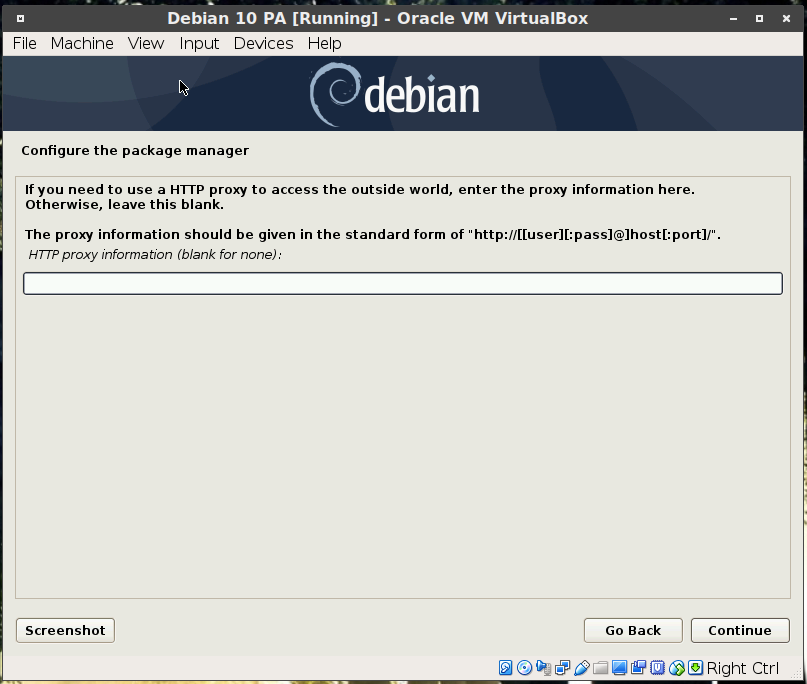 Debian 10 PA [Running] - Oracle VM VirtualBox
File Machine View Input Devices Help
debian
Configure the package manager
If you need to use a HTTP proxy to access the outside world, enter the proxy information here.
Otherwise, leave this blank.
The proxy information should be given in the standard form of "http://[[user][:pass]@]host[:port]/".
HTTP proxy information (blank for none):
Screenshot Go Back Continue
Right Ctrl